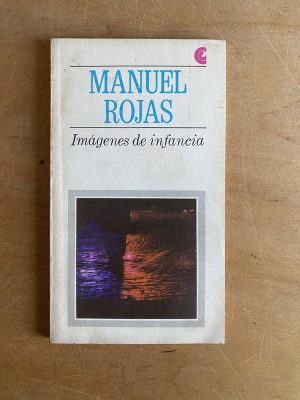 MANUEL
ROJAS
Imágenes de infancia